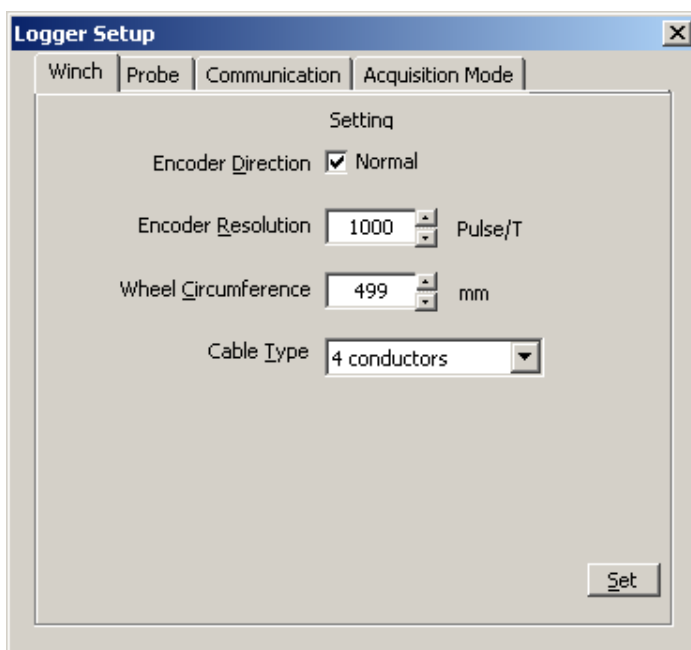 Logger Setup
Winch Probe Communication Acquisition Mode
Setting
Encoder Direction Normal
Encoder Resolution 1000 Pulse/T
Wheel Circumference 499 mm
Cable Type 4 conductors
Set